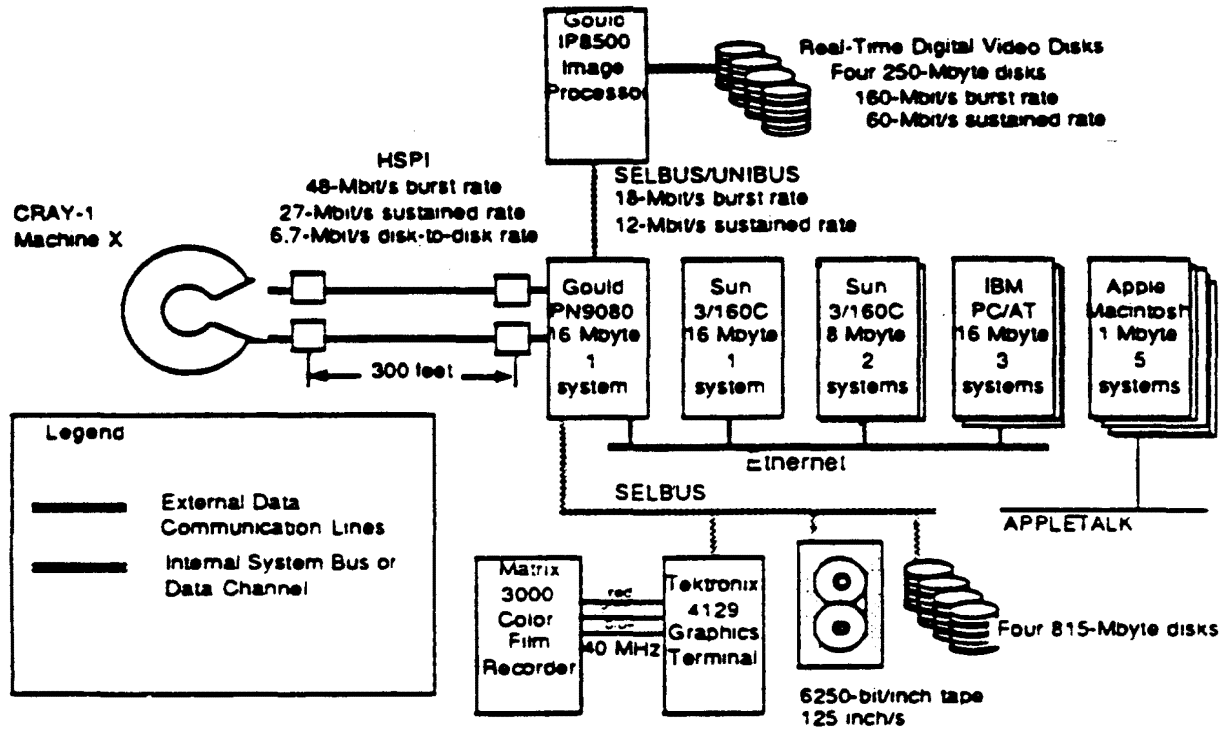 Gould
IP8500
Image
Processor
Real-Time Digital Video Disks
Four 250-Mbyte disks
160-Mbit/s burst rate
60-Mbit/s sustained rate
HSPI
48-Mbit/s burst rate
27-Mbit/s sustained rate
6.7-Mbit/s disk-to-disk rate
SELBUS/UNIBUS
18-Mbit/s burst rate
12-Mbit/s sustained rate
CRAY-1
Machine X
300 feet
Gould
PN9080
16 Mbyte
1
system
Sun
3/160C
16 Mbyte
1
system
Sun
3/160C
8 Mbyte
2
systems
IBM
PC/AT
16 Mbyte
3
systems
Apple
Macintosh
1 Mbyte
5
systems
Ethernet
SELBUS
APPLETALK
Legend
External Data
Communication Lines
Internal System Bus or
Data Channel
Matrix
3000
Color
Film
Recorder
red
40 MHz
Tektronix
4129
Graphics
Terminal
6250-bit/inch tape
125 inch/s
Four 815-Mbyte disks